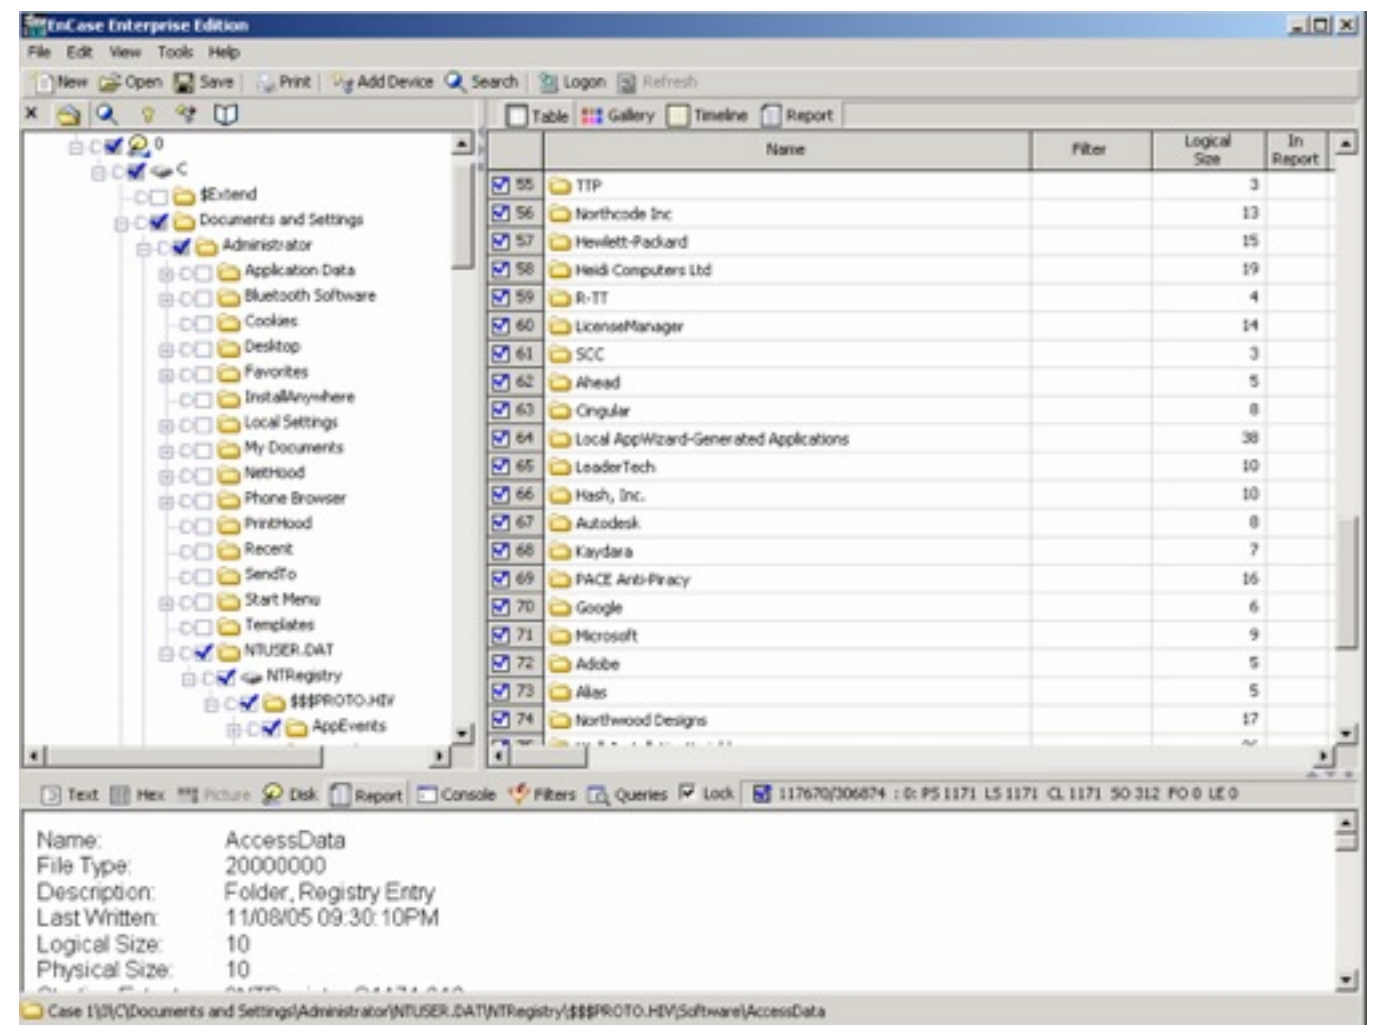 EnCase Enterprise Edition
File Edit View Tools Help
New Open Save Print Add Device Search Logon Refresh
Table Gallery Timeline Report
0
C
$Extend
Documents and Settings
Administrator
Application Data
Bluetooth Software
Cookies
Desktop
Favorites
InstallAnywhere
Local Settings
My Documents
NetHood
Phone Browser
PrintHood
Recent
SendTo
Start Menu
Templates
NTUSER.DAT
NTRegistry
$$$PROTO.HIV
AppEvents
Name Filter Logical Size In Report
55 TTP 3
56 Northcode Inc 13
57 Hewlett-Packard 15
58 Heidi Computers Ltd 19
59 R-TT 4
60 LicenseManager 14
61 SCC 3
62 Ahead 5
63 Cingular 8
64 Local AppWizard-Generated Applications 38
65 LeaderTech 10
66 Hash, Inc. 10
67 Autodesk 8
68 Kaydara 7
69 PACE Anti-Piracy 16
70 Google 6
71 Microsoft 9
72 Adobe 5
73 Alias 5
74 Northwood Designs 17
Text Hex Picture Disk Report Console Filters Queries Lock 117670/306874 : 0: PS 1171 LS 1171 CL 1171 SO 312 FO 0 LE 0
Name: AccessData
File Type: 20000000
Description: Folder, Registry Entry
Last Written: 11/08/05 09:30:10PM
Logical Size: 10
Physical Size: 10
Case 1\0\C\Documents and Settings\Administrator\NTUSER.DAT\NTRegistry\$$$PROTO.HIV\Software\AccessData